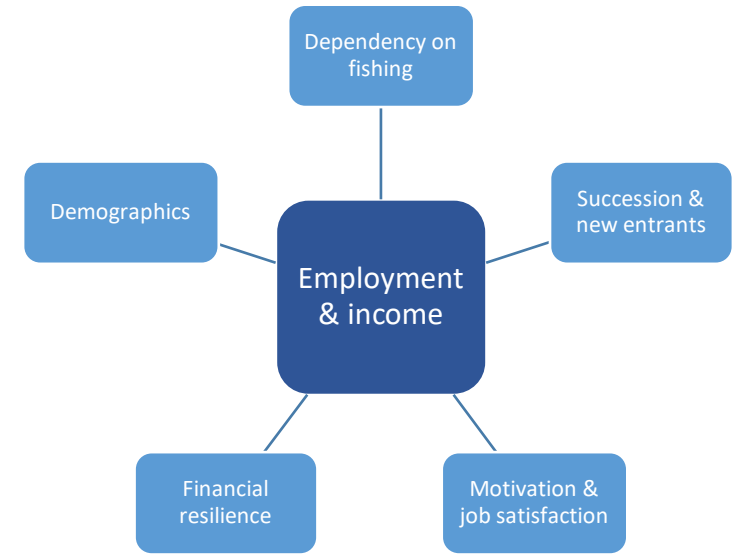 Dependency on
fishing
Demographics
Succession &
new entrants
Employment
& income
Financial
resilience
Motivation &
job satisfaction